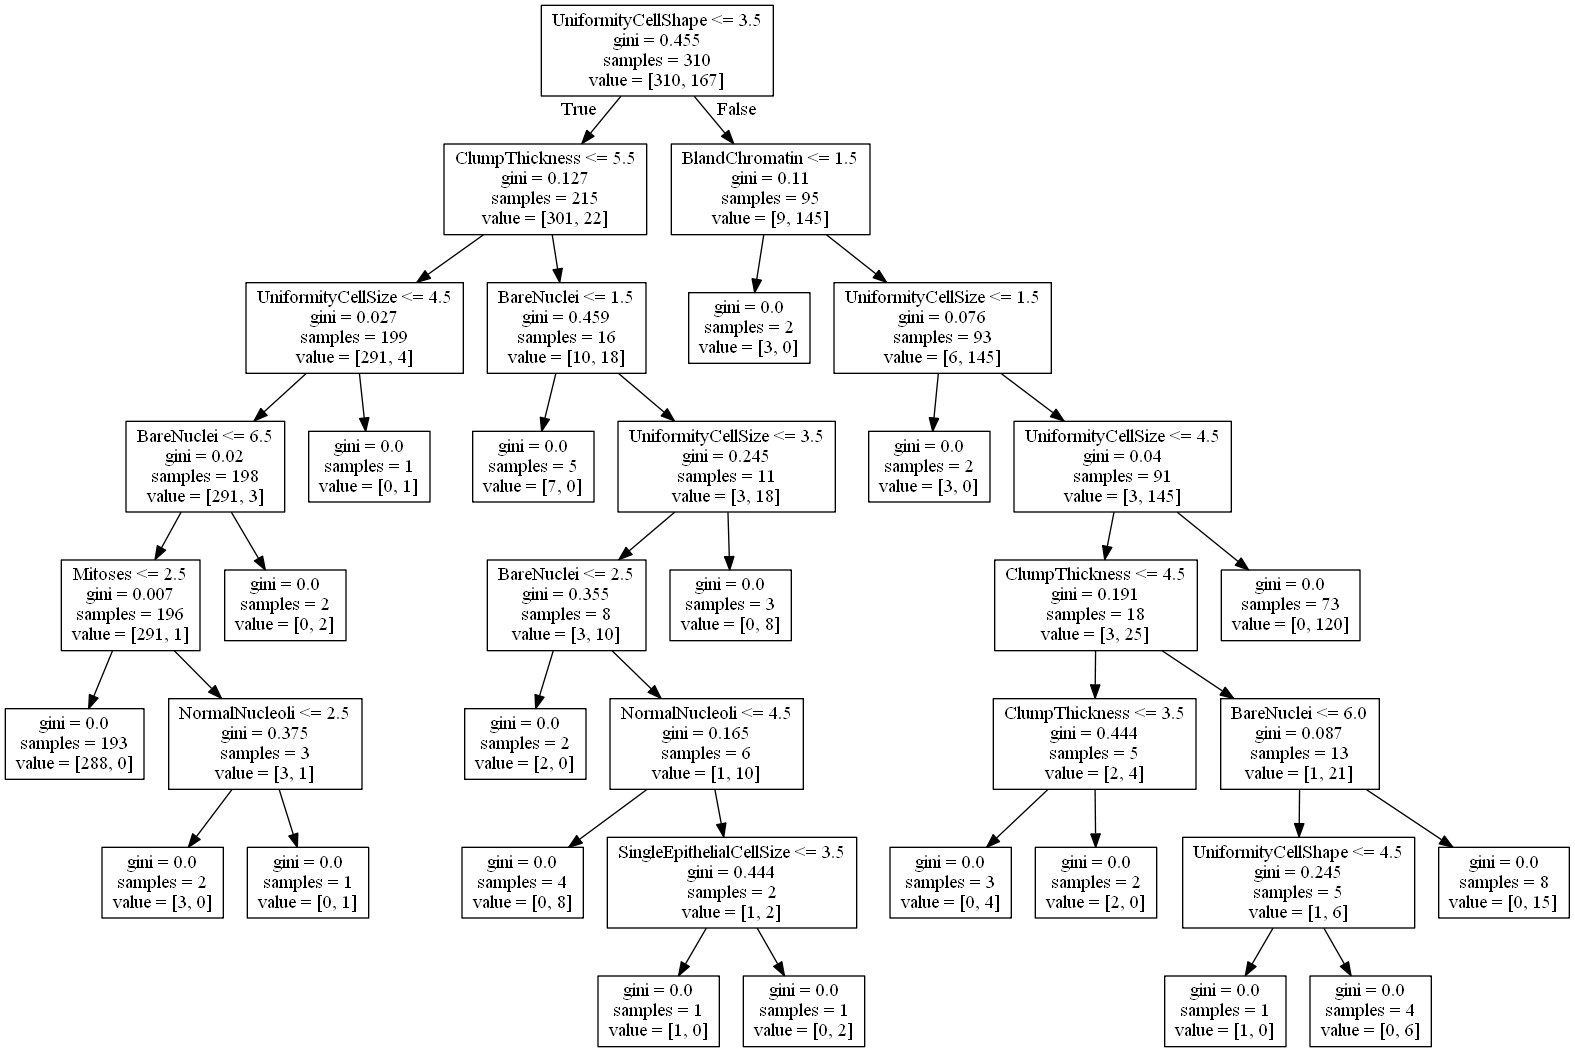 UniformityCellShape <= 3.5
gini = 0.455
samples = 310
value = [310, 167]
True
False
ClumpThickness <= 5.5
gini = 0.127
samples = 215
value = [301, 22]
BlandChromatin <= 1.5
gini = 0.11
samples = 95
value = [9, 145]
UniformityCellSize <= 4.5
gini = 0.027
samples = 199
value = [291, 4]
BareNuclei <= 1.5
gini = 0.459
samples = 16
value = [10, 18]
gini = 0.0
samples = 2
value = [3, 0]
UniformityCellSize <= 1.5
gini = 0.076
samples = 93
value = [6, 145]
BareNuclei <= 6.5
gini = 0.02
samples = 198
value = [291, 3]
gini = 0.0
samples = 1
value = [0, 1]
gini = 0.0
samples = 5
value = [7, 0]
UniformityCellSize <= 3.5
gini = 0.245
samples = 11
value = [3, 18]
gini = 0.0
samples = 2
value = [3, 0]
UniformityCellSize <= 4.5
gini = 0.04
samples = 91
value = [3, 145]
Mitoses <= 2.5
gini = 0.007
samples = 196
value = [291, 1]
gini = 0.0
samples = 2
value = [0, 2]
BareNuclei <= 2.5
gini = 0.355
samples = 8
value = [3, 10]
gini = 0.0
samples = 3
value = [0, 8]
ClumpThickness <= 4.5
gini = 0.191
samples = 18
value = [3, 25]
gini = 0.0
samples = 73
value = [0, 120]
gini = 0.0
samples = 193
value = [288, 0]
NormalNucleoli <= 2.5
gini = 0.375
samples = 3
value = [3, 1]
gini = 0.0
samples = 2
value = [2, 0]
NormalNucleoli <= 4.5
gini = 0.165
samples = 6
value = [1, 10]
ClumpThickness <= 3.5
gini = 0.444
samples = 5
value = [2, 4]
BareNuclei <= 6.0
gini = 0.087
samples = 13
value = [1, 21]
gini = 0.0
samples = 2
value = [3, 0]
gini = 0.0
samples = 1
value = [0, 1]
gini = 0.0
samples = 4
value = [0, 8]
SingleEpithelialCellSize <= 3.5
gini = 0.444
samples = 2
value = [1, 2]
gini = 0.0
samples = 3
value = [0, 4]
gini = 0.0
samples = 2
value = [2, 0]
UniformityCellShape <= 4.5
gini = 0.245
samples = 5
value = [1, 6]
gini = 0.0
samples = 8
value = [0, 15]
gini = 0.0
samples = 1
value = [1, 0]
gini = 0.0
samples = 1
value = [0, 2]
gini = 0.0
samples = 1
value = [1, 0]
gini = 0.0
samples = 4
value = [0, 6]